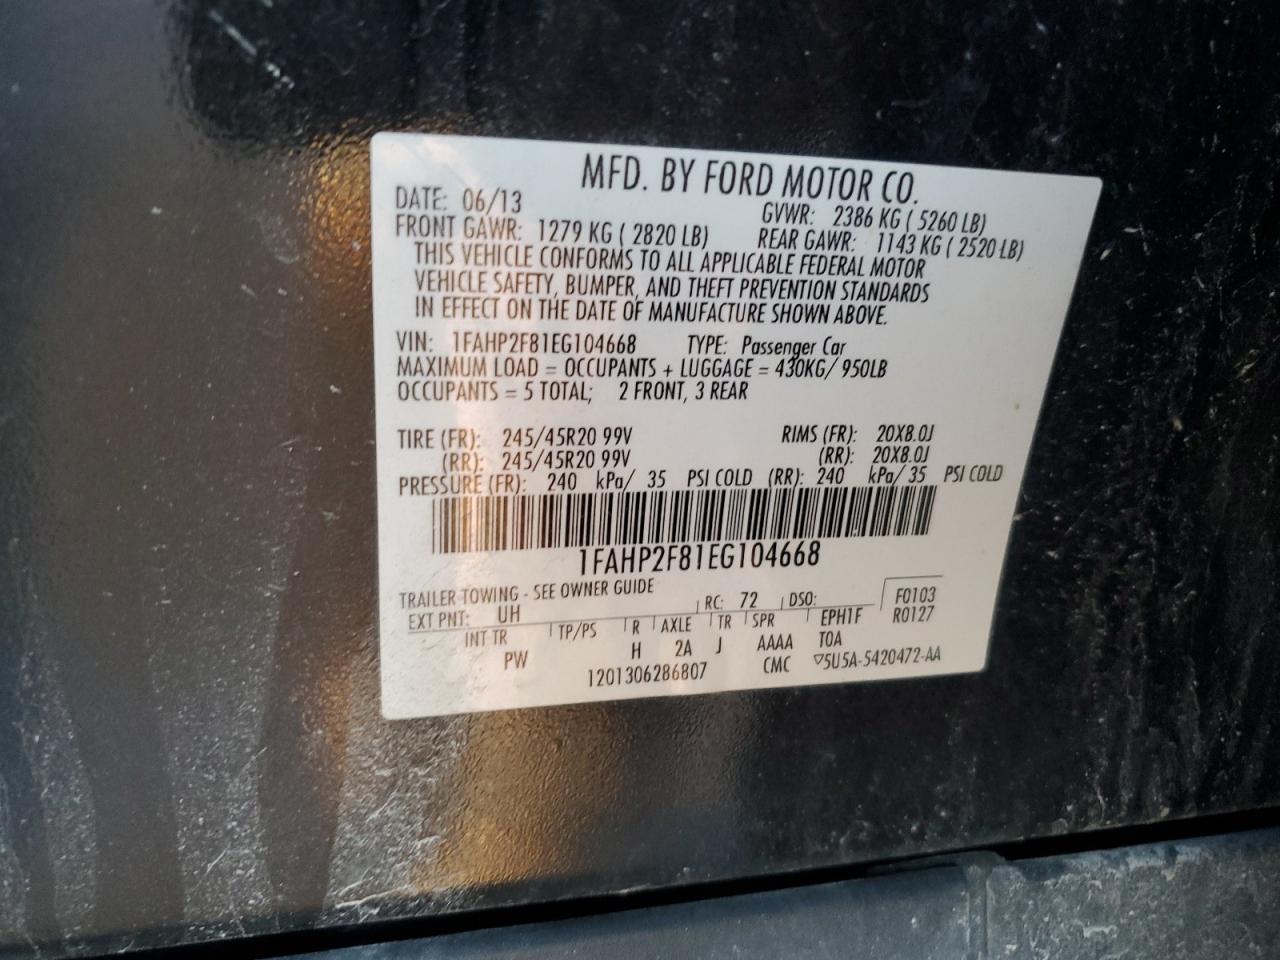 MFD. BY FORD MOTOR CO.
DATE: 06/13 GVWR: 2386 KG ( 5260 LB)
FRONT GAWR: 1279 KG ( 2820 LB) REAR GAWR: 1143 KG ( 2520 LB)
THIS VEHICLE CONFORMS TO ALL APPLICABLE FEDERAL MOTOR
VEHICLE SAFETY, BUMPER, AND THEFT PREVENTION STANDARDS
IN EFFECT ON THE DATE OF MANUFACTURE SHOWN ABOVE.
VIN: 1FAHP2F81EG104668 TYPE: Passenger Car
MAXIMUM LOAD = OCCUPANTS + LUGGAGE = 430KG/ 950LB
OCCUPANTS = 5 TOTAL; 2 FRONT, 3 REAR
TIRE (FR): 245/45R20 99V RIMS (FR): 20X8.0J
(RR): 245/45R20 99V (RR): 20X8.0J
PRESSURE (FR): 240 kPa/ 35 PSI COLD (RR): 240 kPa/ 35 PSI COLD
1FAHP2F81EG104668
TRAILER TOWING - SEE OWNER GUIDE
EXT PNT: UH RC: 72 DSO: F0103
R0127
INT TR TP/PS R AXLE TR SPR EPH1F
PW H 2A J AAAA T0A
1201306286807 CMC ▽5U5A-5420472-AA